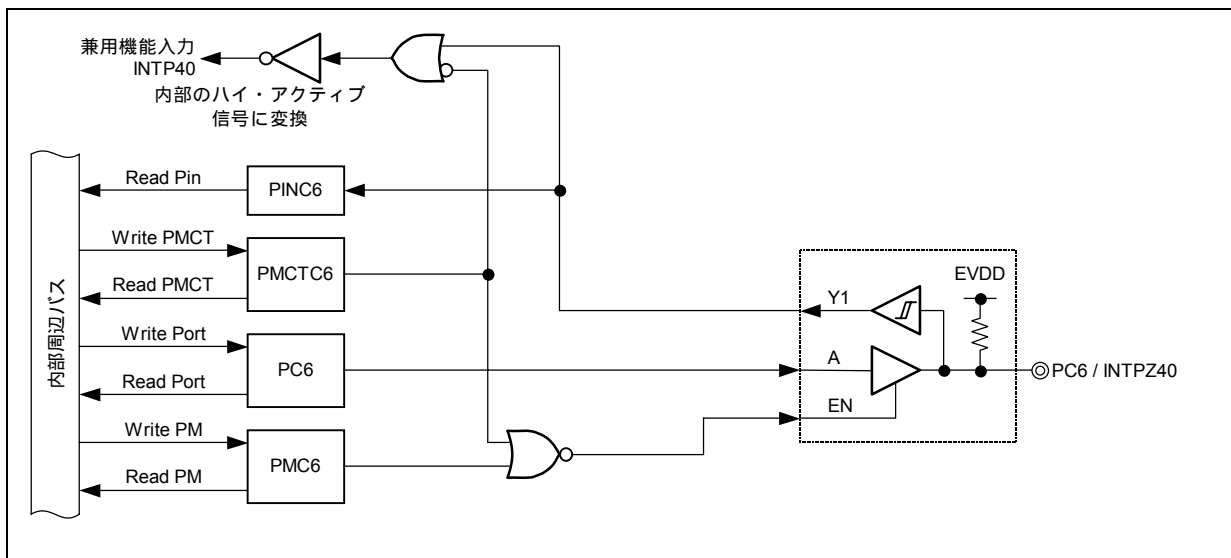 兼用機能入力
INTP40
内部のハイ・アクティブ
信号に変換
Read Pin
PINC6
Write PMCT
PMCTC6
Read PMCT
Write Port
PC6
Read Port
Write PM
PMC6
Read PM
内部周辺バス
EVDD
Y1
A
EN
PC6 / INTPZ40